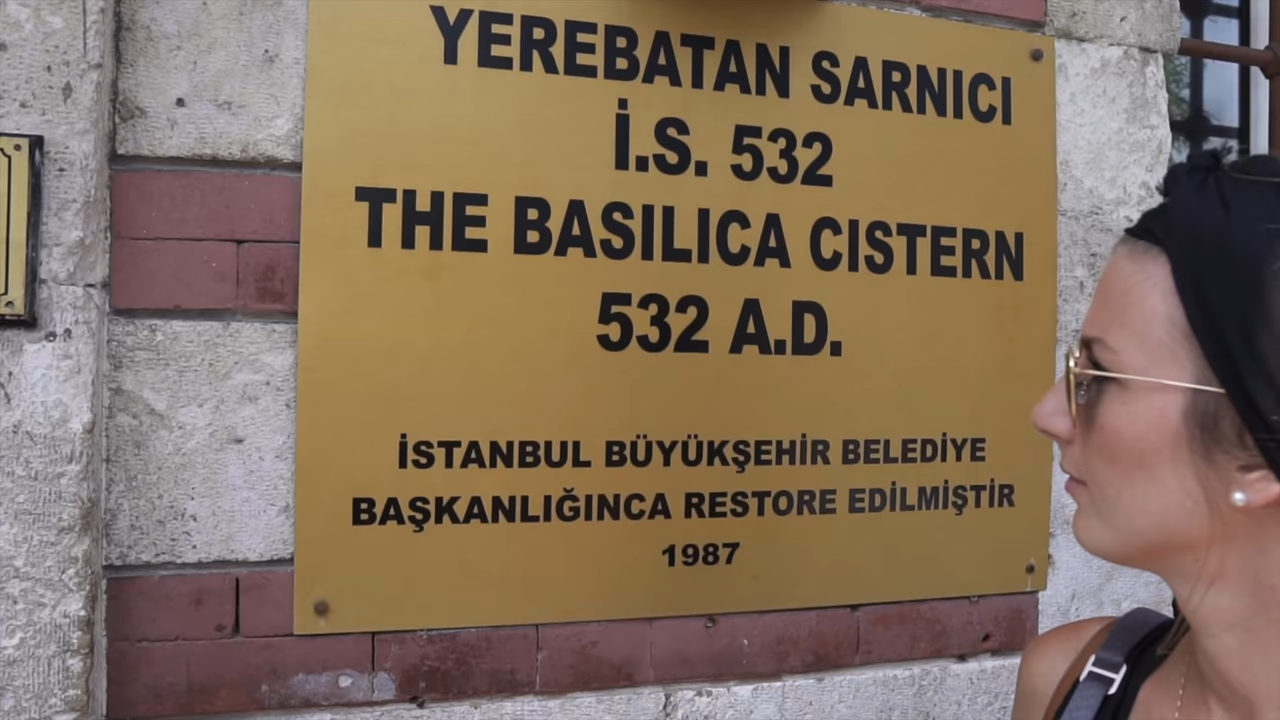 YEREBATAN SARNICI
İ.S. 532
THE BASILICA CISTERN
532 A.D.
İSTANBUL BÜYÜKŞEHİR BELEDİYE
BAŞKANLIĞINCA RESTORE EDİLMİŞTİR
1987